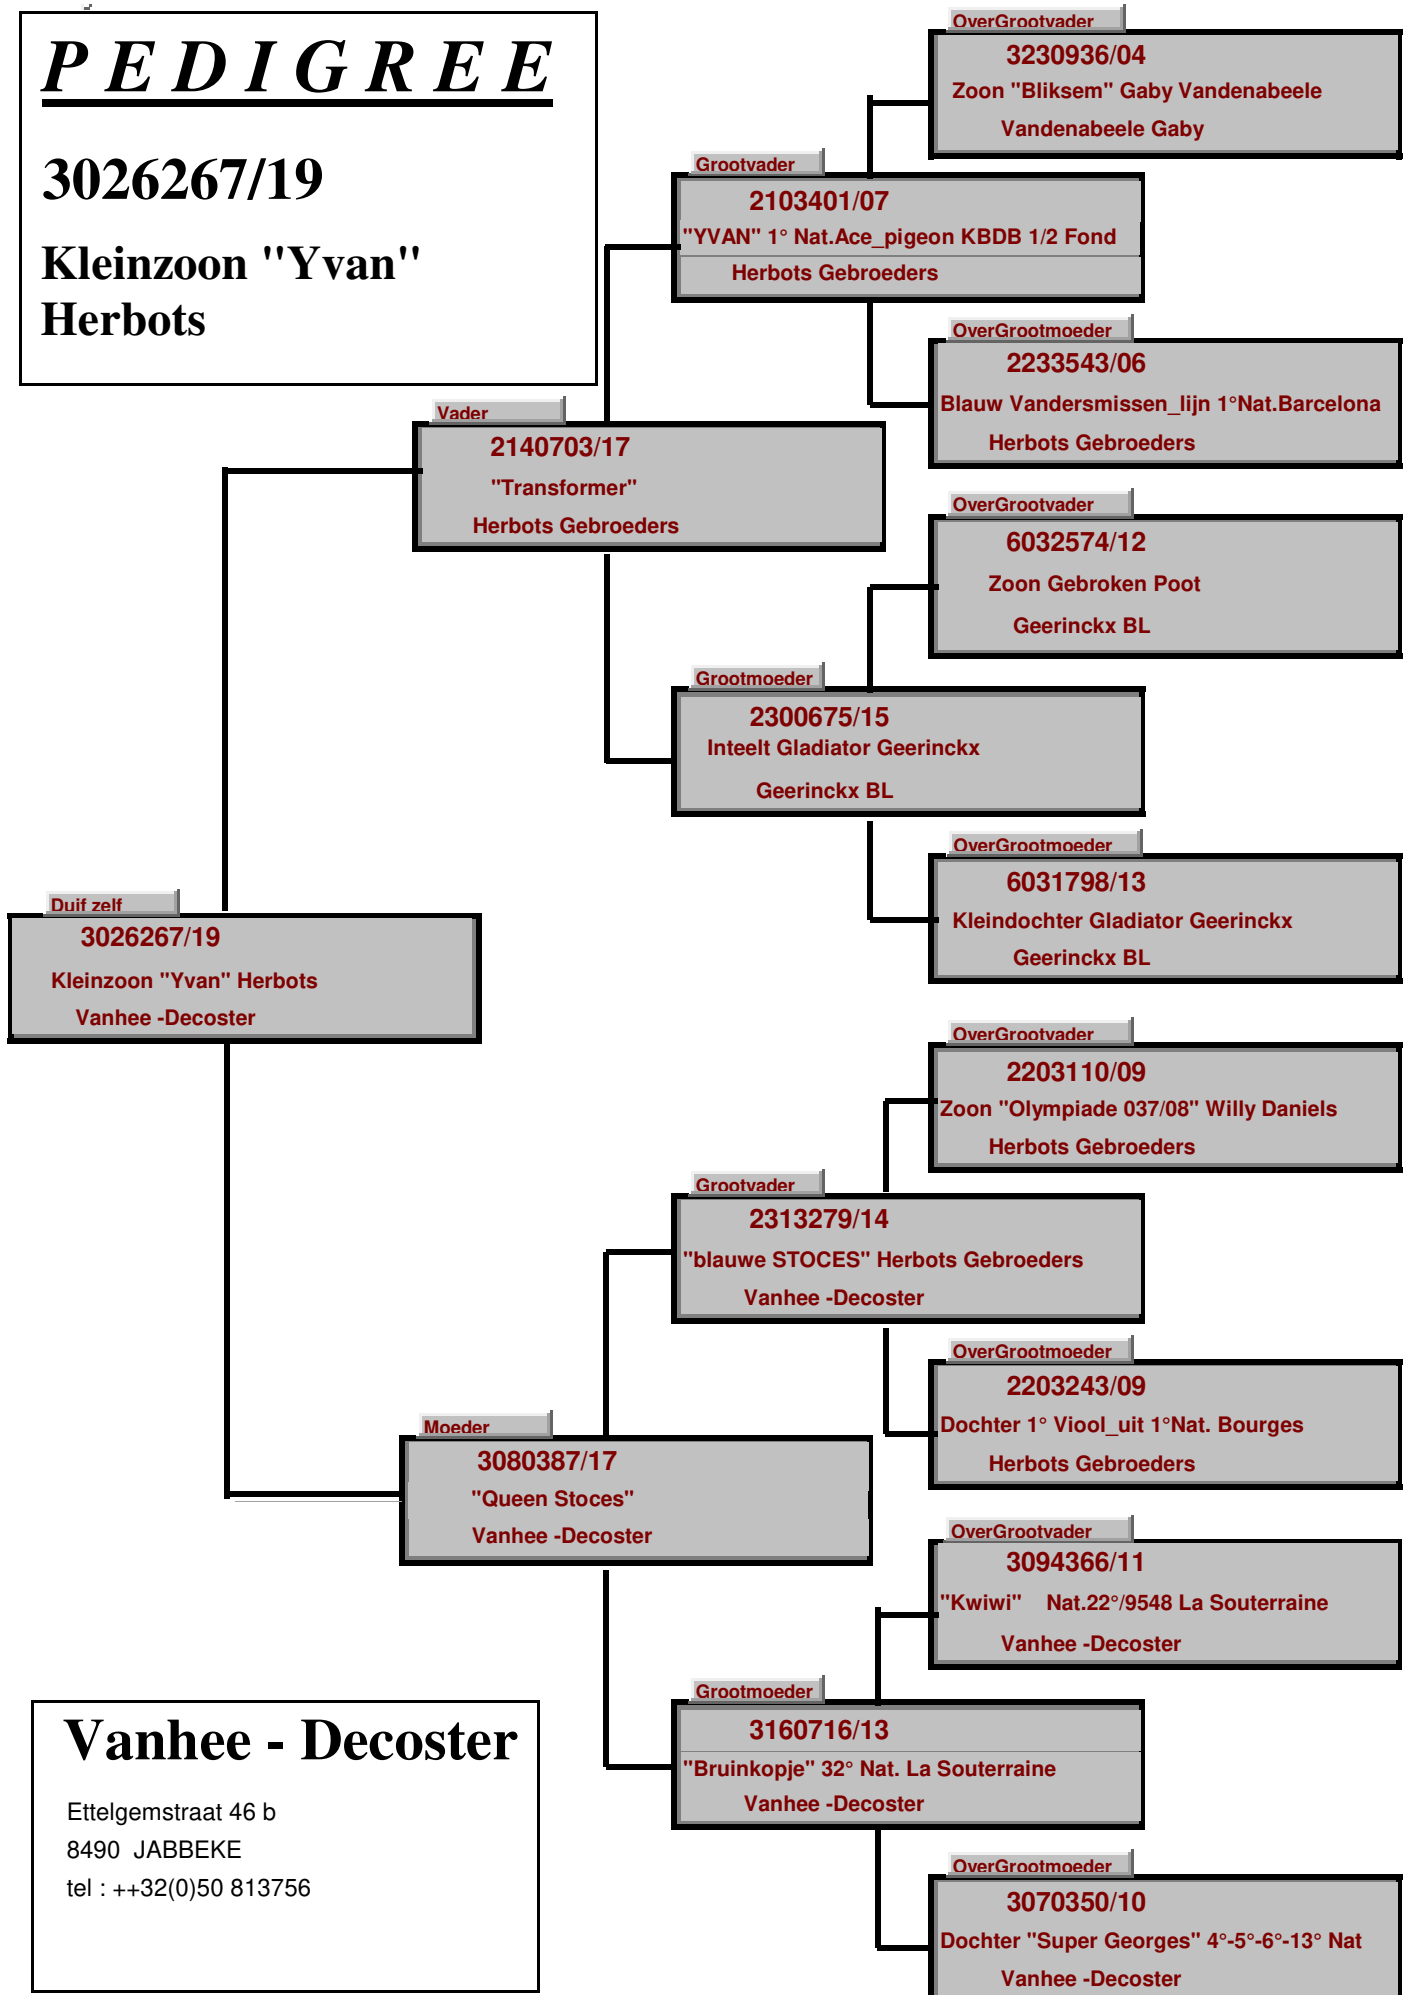 P E D I G R E E
3026267/19
Kleinzoon "Yvan"
Herbots
OverGrootvader
3230936/04
Zoon "Bliksem" Gaby Vandenabeele
Vandenabeele Gaby
Grootvader
2103401/07
"YVAN" 1° Nat.Ace_pigeon KBDB 1/2 Fond
Herbots Gebroeders
OverGrootmoeder
2233543/06
Blauw Vandersmissen_lijn 1°Nat.Barcelona
Herbots Gebroeders
Vader
2140703/17
"Transformer"
Herbots Gebroeders
OverGrootvader
6032574/12
Zoon Gebroken Poot
Geerinckx BL
Grootmoeder
2300675/15
Inteelt Gladiator Geerinckx
Geerinckx BL
OverGrootmoeder
6031798/13
Kleindochter Gladiator Geerinckx
Geerinckx BL
Duif zelf
3026267/19
Kleinzoon "Yvan" Herbots
Vanhee -Decoster
OverGrootvader
2203110/09
Zoon "Olympiade 037/08" Willy Daniels
Herbots Gebroeders
Grootvader
2313279/14
"blauwe STOCES" Herbots Gebroeders
Vanhee -Decoster
OverGrootmoeder
2203243/09
Dochter 1° Viool_uit 1°Nat. Bourges
Herbots Gebroeders
Moeder
3080387/17
"Queen Stoces"
Vanhee -Decoster
OverGrootvader
3094366/11
"Kwiwi" Nat.22°/9548 La Souterraine
Vanhee -Decoster
Grootmoeder
3160716/13
"Bruinkopje" 32° Nat. La Souterraine
Vanhee -Decoster
OverGrootmoeder
3070350/10
Dochter "Super Georges" 4°-5°-6°-13° Nat
Vanhee -Decoster
Vanhee - Decoster
Ettelgemstraat 46 b
8490 JABBEKE
tel : ++32(0)50 813756